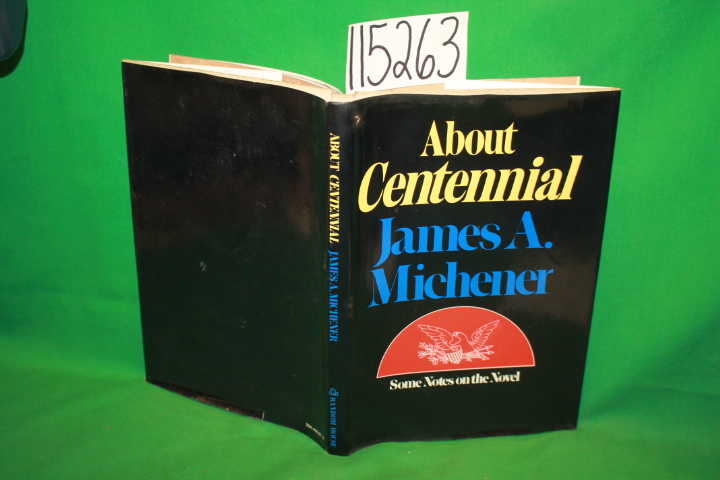 115263
About
Centennial
James A.
Michener
Some Notes on the Novel
ABOUT CENTENNIAL JAMES A. MICHENER RANDOM HOUSE